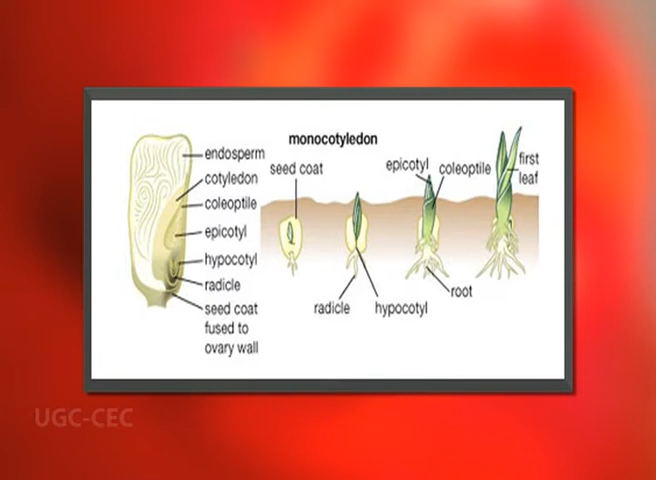 monocotyledon
endosperm
cotyledon
coleoptile
epicotyl
hypocotyl
radicle
seed coat
fused to
ovary wall
seed coat
radicle
hypocotyl
epicotyl
coleoptile
root
first
leaf
UGC-CEC